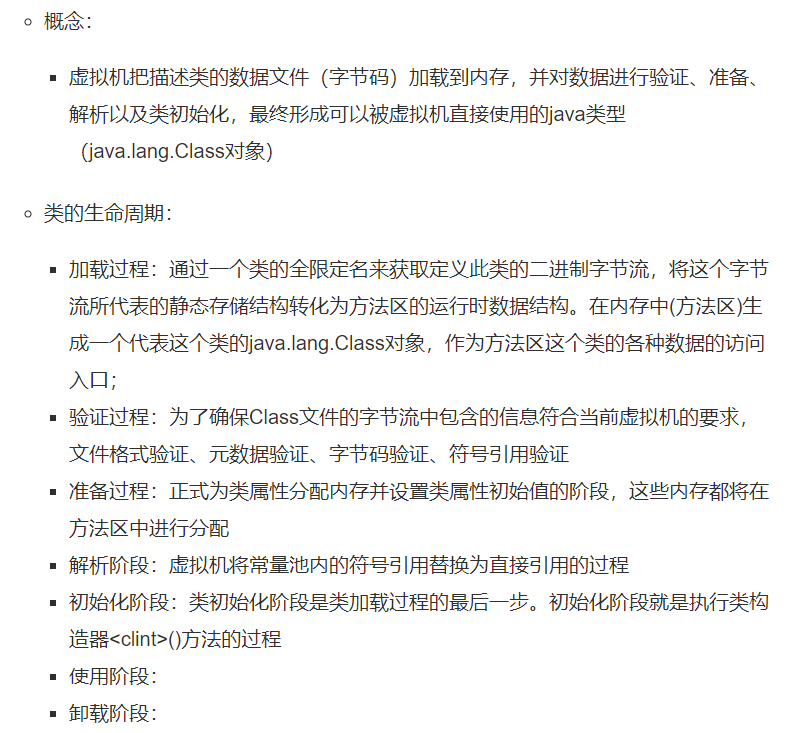 概念：
虚拟机把描述类的数据文件（字节码）加载到内存，并对数据进行验证、准备、
解析以及类初始化，最终形成可以被虚拟机直接使用的java类型
（java.lang.Class对象）
类的生命周期：
加载过程：通过一个类的全限定名来获取定义此类的二进制字节流，将这个字节
流所代表的静态存储结构转化为方法区的运行时数据结构。在内存中(方法区)生
成一个代表这个类的java.lang.Class对象，作为方法区这个类的各种数据的访问
入口；
验证过程：为了确保Class文件的字节流中包含的信息符合当前虚拟机的要求，
文件格式验证、元数据验证、字节码验证、符号引用验证
准备过程：正式为类属性分配内存并设置类属性初始值的阶段，这些内存都将在
方法区中进行分配
解析阶段：虚拟机将常量池内的符号引用替换为直接引用的过程
初始化阶段：类初始化阶段是类加载过程的最后一步。初始化阶段就是执行类构
造器<clint>()方法的过程
使用阶段：
卸载阶段：